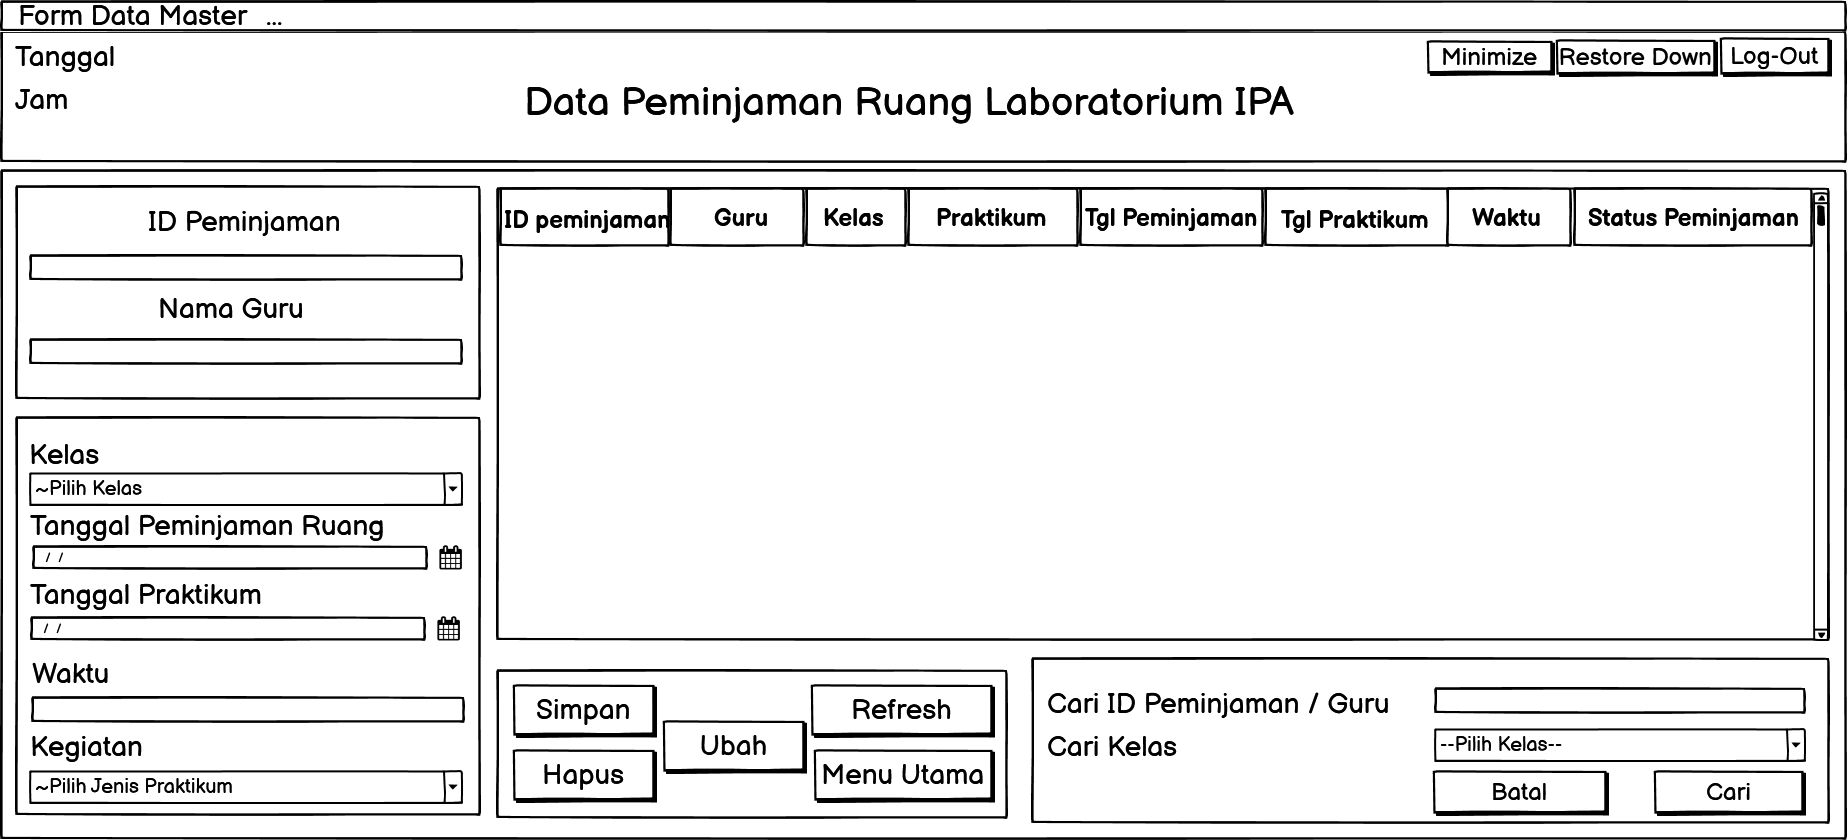 Form Data Master ...
Tanggal
Jam
Minimize
Restore Down
Log-Out
Data Peminjaman Ruang Laboratorium IPA
ID Peminjaman
Nama Guru
Kelas
~Pilih Kelas
Tanggal Peminjaman Ruang
/ /
Tanggal Praktikum
/ /
Waktu
Kegiatan
~Pilih Jenis Praktikum
ID peminjaman Guru Kelas Praktikum Tgl Peminjaman Tgl Praktikum Waktu Status Peminjaman
Simpan
Refresh
Ubah
Hapus
Menu Utama
Cari ID Peminjaman / Guru
Cari Kelas
--Pilih Kelas--
Batal
Cari